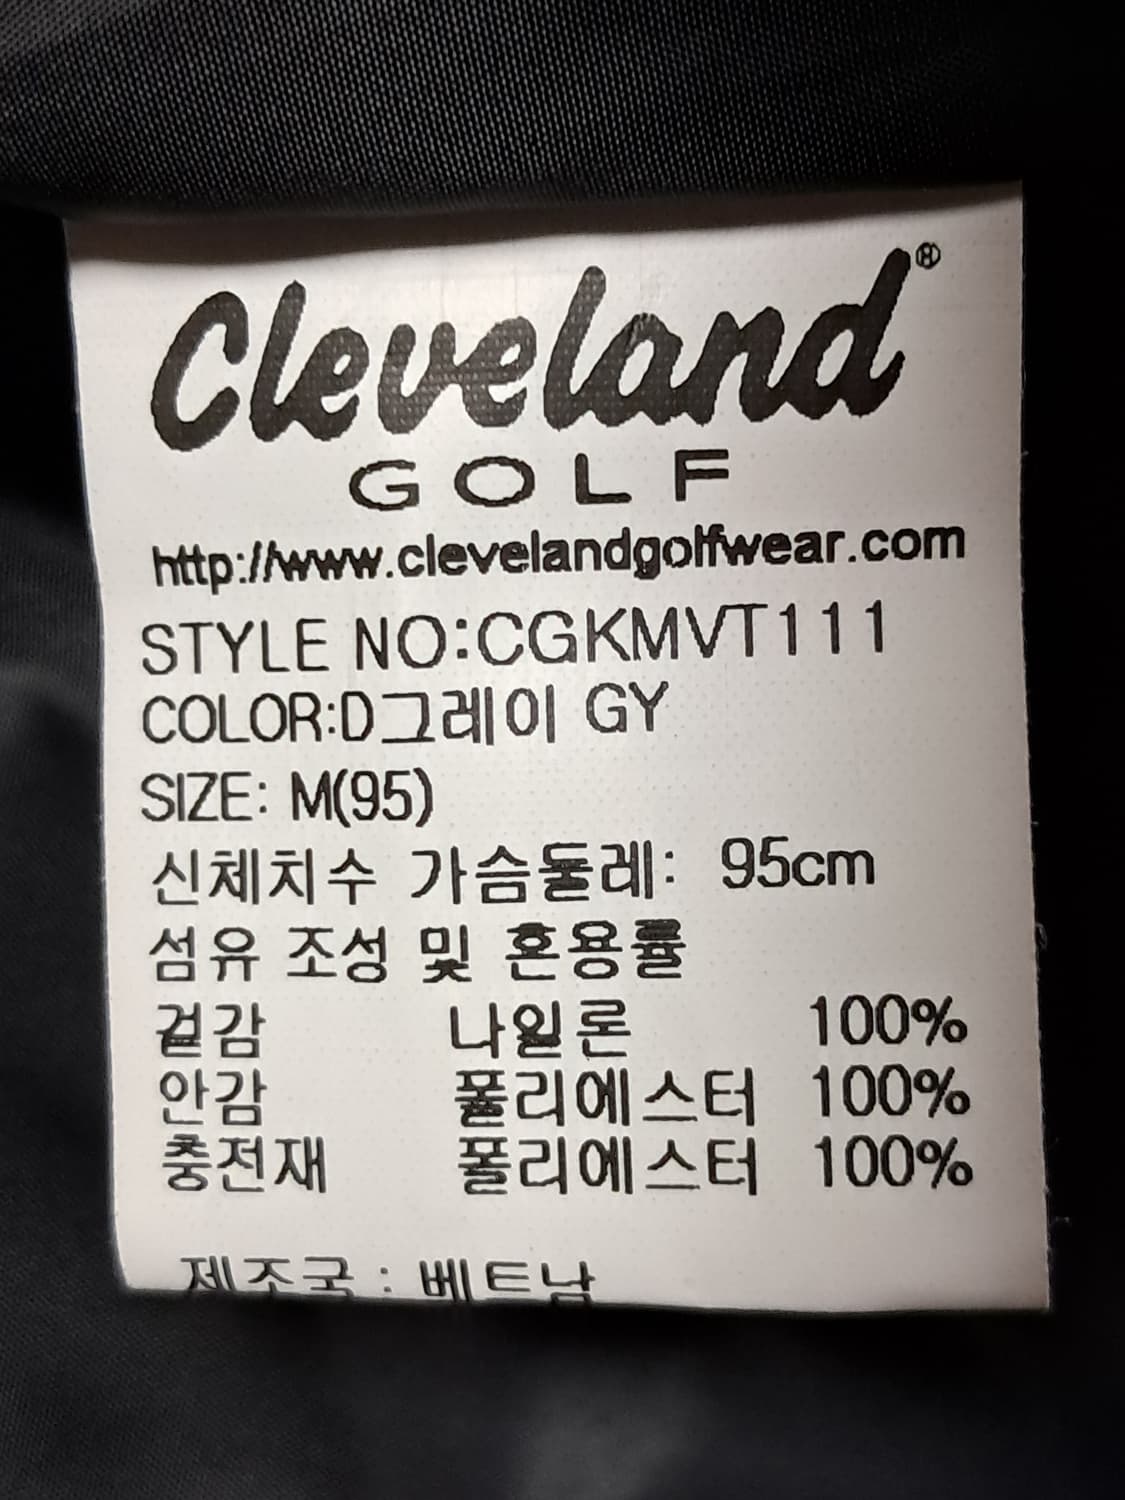 Cleveland®
GOLF
http://www.clevelandgolfwear.com
STYLE NO:CGKMVT111
COLOR:D그레이 GY
SIZE: M(95)
신체치수 가슴둘레: 95cm
섬유 조성 및 혼용률
겉감 나일론 100%
안감 폴리에스터 100%
충전재 폴리에스터 100%
제조국 : 베트남